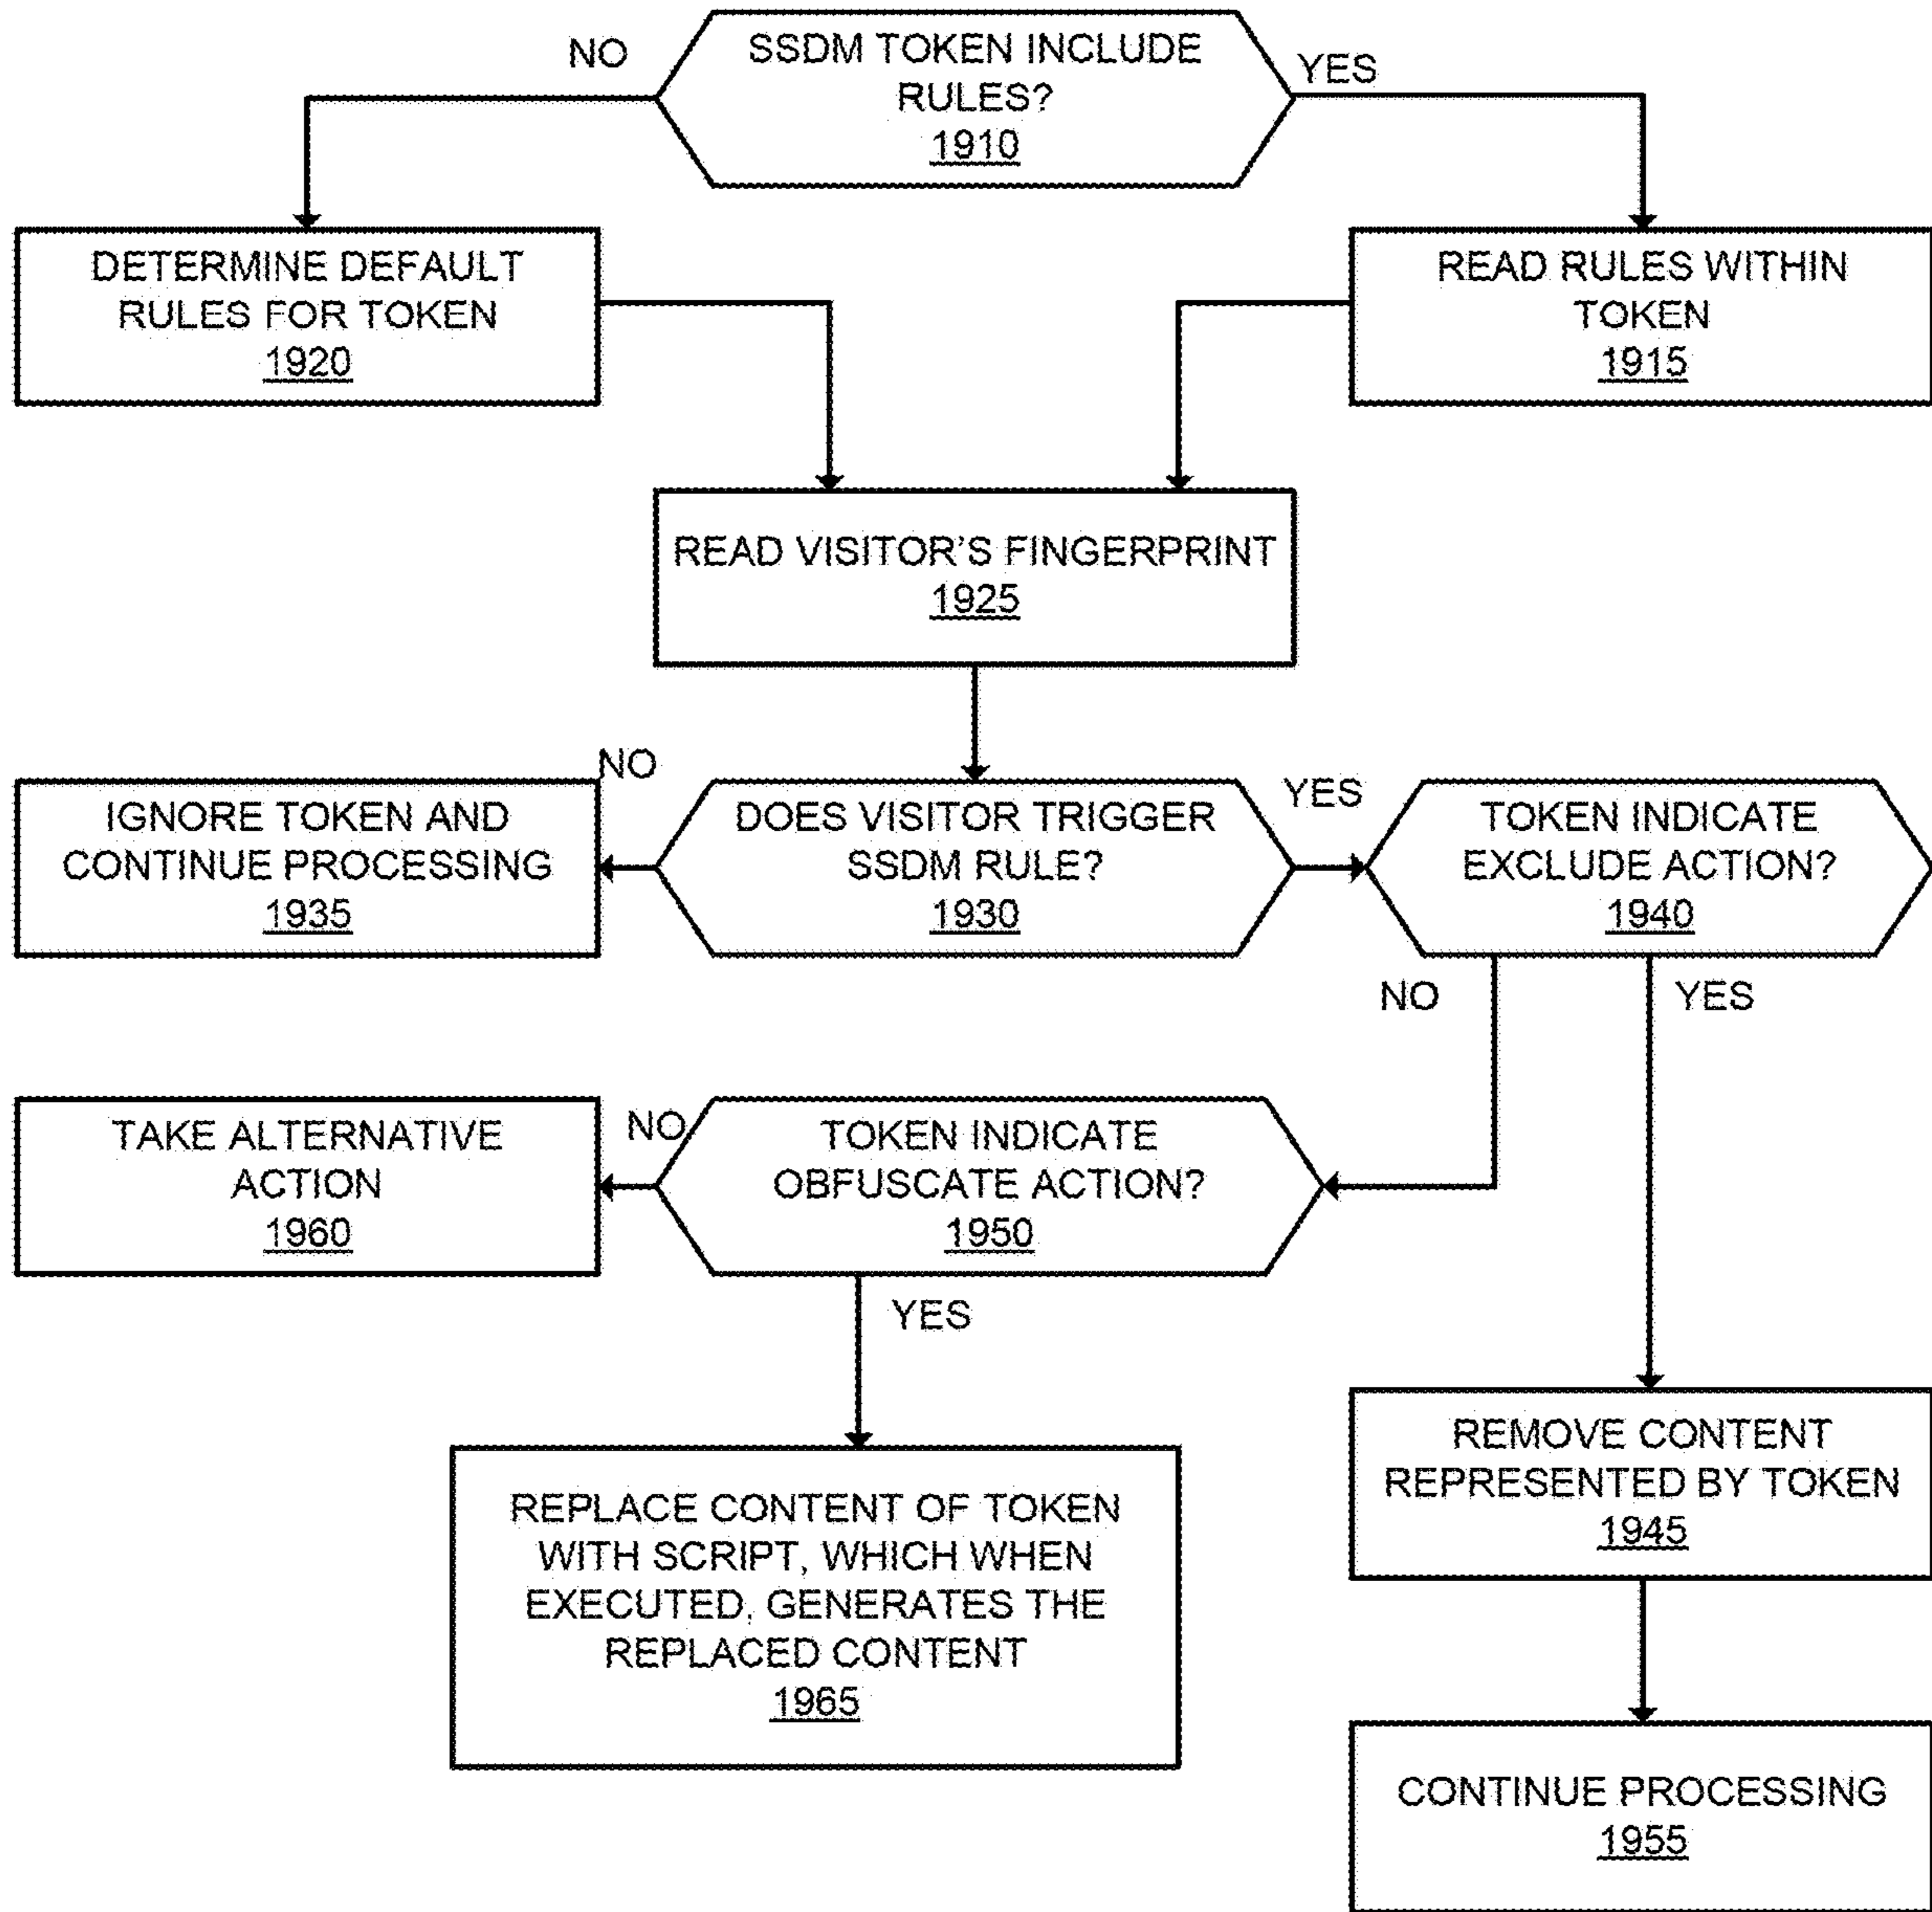 NO
SSDM TOKEN INCLUDE
RULES?
1910
YES
DETERMINE DEFAULT
RULES FOR TOKEN
1920
READ RULES WITHIN
TOKEN
1915
READ VISITOR'S FINGERPRINT
1925
IGNORE TOKEN AND
CONTINUE PROCESSING
1935
NO
DOES VISITOR TRIGGER
SSDM RULE?
1930
YES
TOKEN INDICATE
EXCLUDE ACTION?
1940
NO
YES
TAKE ALTERNATIVE
ACTION
1960
NO
TOKEN INDICATE
OBFUSCATE ACTION?
1950
YES
REPLACE CONTENT OF TOKEN
WITH SCRIPT, WHICH WHEN
EXECUTED, GENERATES THE
REPLACED CONTENT
1965
REMOVE CONTENT
REPRESENTED BY TOKEN
1945
CONTINUE PROCESSING
1955